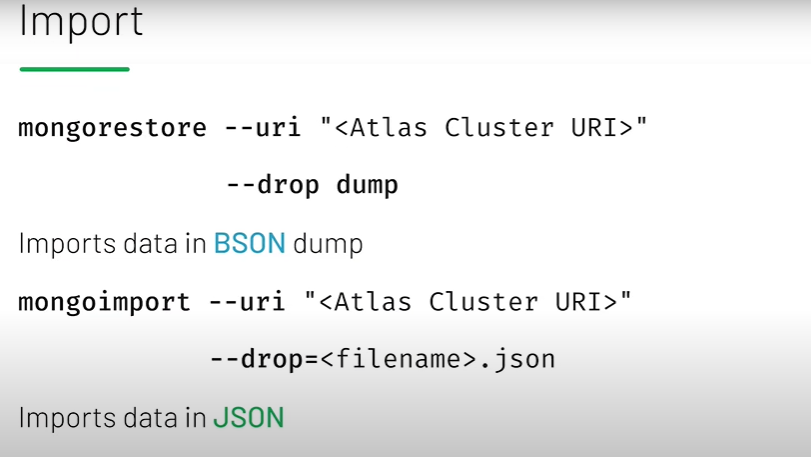 Import
mongorestore --uri "<Atlas Cluster URI>"
--drop dump
Imports data in BSON dump
mongoimport --uri "<Atlas Cluster URI>"
--drop=<filename>.json
Imports data in JSON